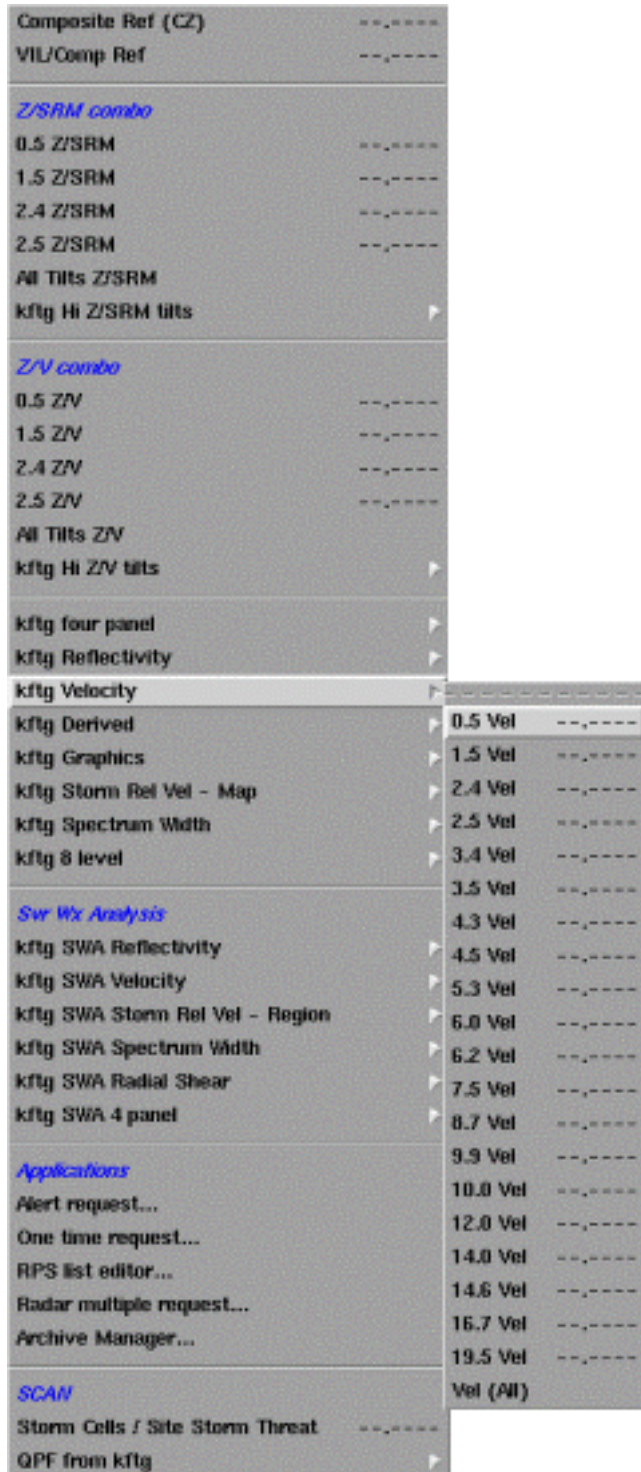 Composite Ref (CZ) --.----
VIL/Comp Ref --.----
Z/SRM combo
0.5 Z/SRM --.----
1.5 Z/SRM --.----
2.4 Z/SRM --.----
2.5 Z/SRM --.----
All Tilts Z/SRM
kftg Hi Z/SRM tilts
Z/V combo
0.5 Z/V --.----
1.5 Z/V --.----
2.4 Z/V --.----
2.5 Z/V --.----
All Tilts Z/V
kftg Hi Z/V tilts
kftg four panel
kftg Reflectivity
kftg Velocity
kftg Derived
kftg Graphics
kftg Storm Rel Vel - Map
kftg Spectrum Width
kftg 8 level
Swr Wx Analysis
kftg SWA Reflectivity
kftg SWA Velocity
kftg SWA Storm Rel Vel - Region
kftg SWA Spectrum Width
kftg SWA Radial Shear
kftg SWA 4 panel
Applications
Alert request...
One time request...
RPS list editor...
Radar multiple request...
Archive Manager...
SCAN
Storm Cells / Site Storm Threat --.----
QPF from kftg
0.5 Vel --.----
1.5 Vel --.----
2.4 Vel --.----
2.5 Vel --.----
3.4 Vel --.----
3.5 Vel --.----
4.3 Vel --.----
4.5 Vel --.----
5.3 Vel --.----
6.0 Vel --.----
6.2 Vel --.----
7.5 Vel --.----
8.7 Vel --.----
9.9 Vel --.----
10.0 Vel --.----
12.0 Vel --.----
14.0 Vel --.----
14.6 Vel --.----
16.7 Vel --.----
19.5 Vel --.----
Vel (All)